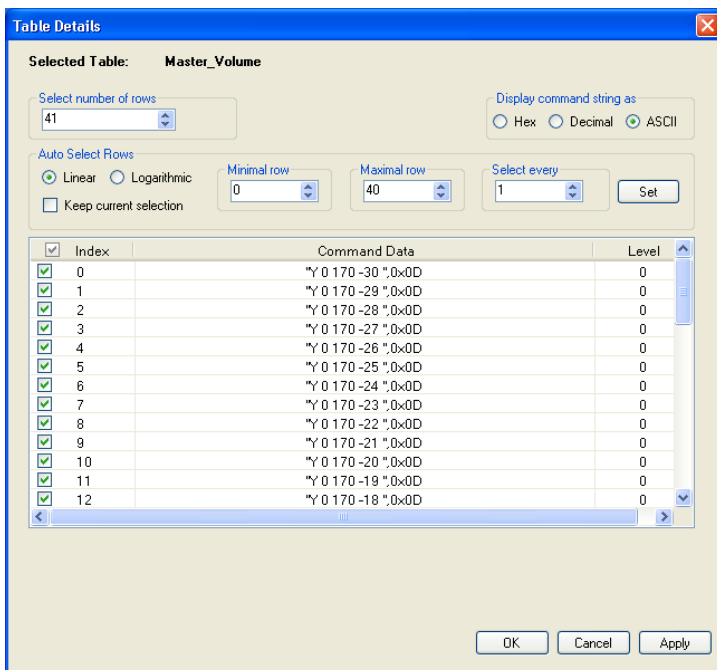 Table Details
Selected Table: Master_Volume
Select number of rows
41
Display command string as
Hex Decimal ASCII
Auto Select Rows
Linear Logarithmic
Keep current selection
Minimal row
0
Maximal row
40
Select every
1
Set
Index Command Data Level
0 "Y 0 170 -30 ",0x0D 0
1 "Y 0 170 -29 ",0x0D 0
2 "Y 0 170 -28 ",0x0D 0
3 "Y 0 170 -27 ",0x0D 0
4 "Y 0 170 -26 ",0x0D 0
5 "Y 0 170 -25 ",0x0D 0
6 "Y 0 170 -24 ",0x0D 0
7 "Y 0 170 -23 ",0x0D 0
8 "Y 0 170 -22 ",0x0D 0
9 "Y 0 170 -21 ",0x0D 0
10 "Y 0 170 -20 ",0x0D 0
11 "Y 0 170 -19 ",0x0D 0
12 "Y 0 170 -18 ",0x0D 0
OK Cancel Apply